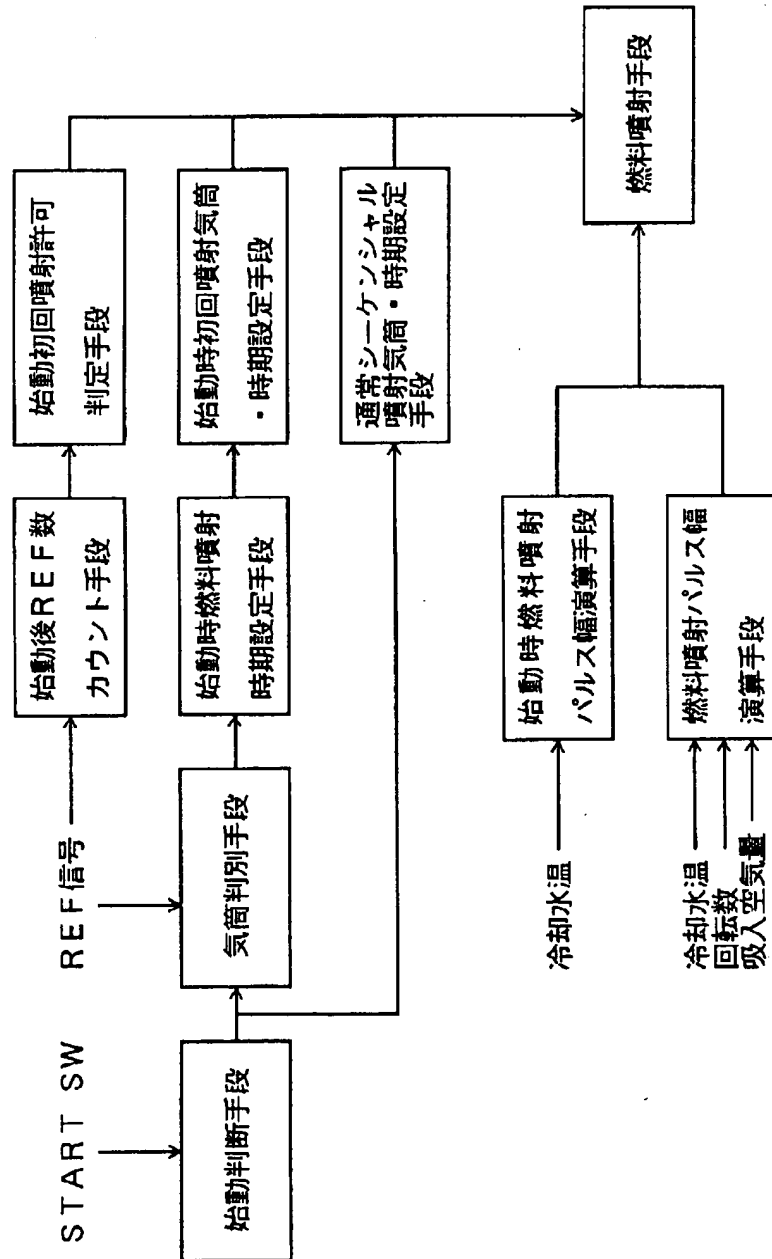 START SW
REF信号
始動後REF数
カウント手段
始動初回噴射許可
判定手段
始動判断手段
気筒判別手段
始動時燃料噴射
時期設定手段
始動時初回噴射気筒
・時期設定手段
通常シーケンシャル
噴射気筒・時期設定
手段
燃料噴射手段
冷却水温
始動時燃料噴射
パルス幅演算手段
冷却水温
回転数
吸入空気量
燃料噴射パルス幅
演算手段